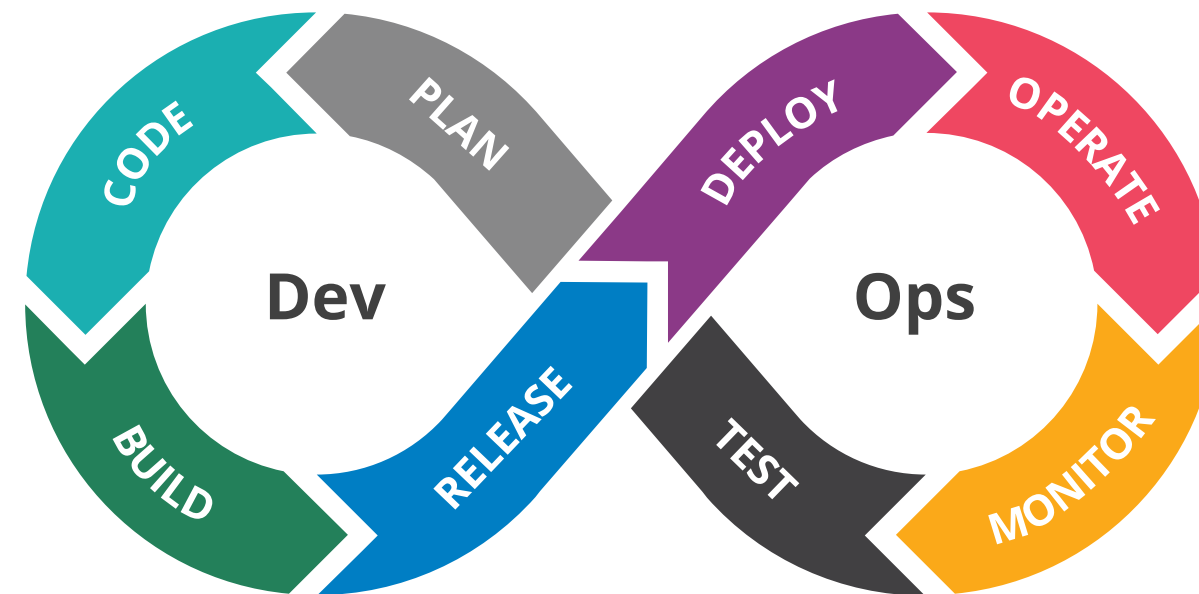 PLAN
CODE
BUILD
RELEASE
DEPLOY
OPERATE
MONITOR
TEST
Dev
Ops